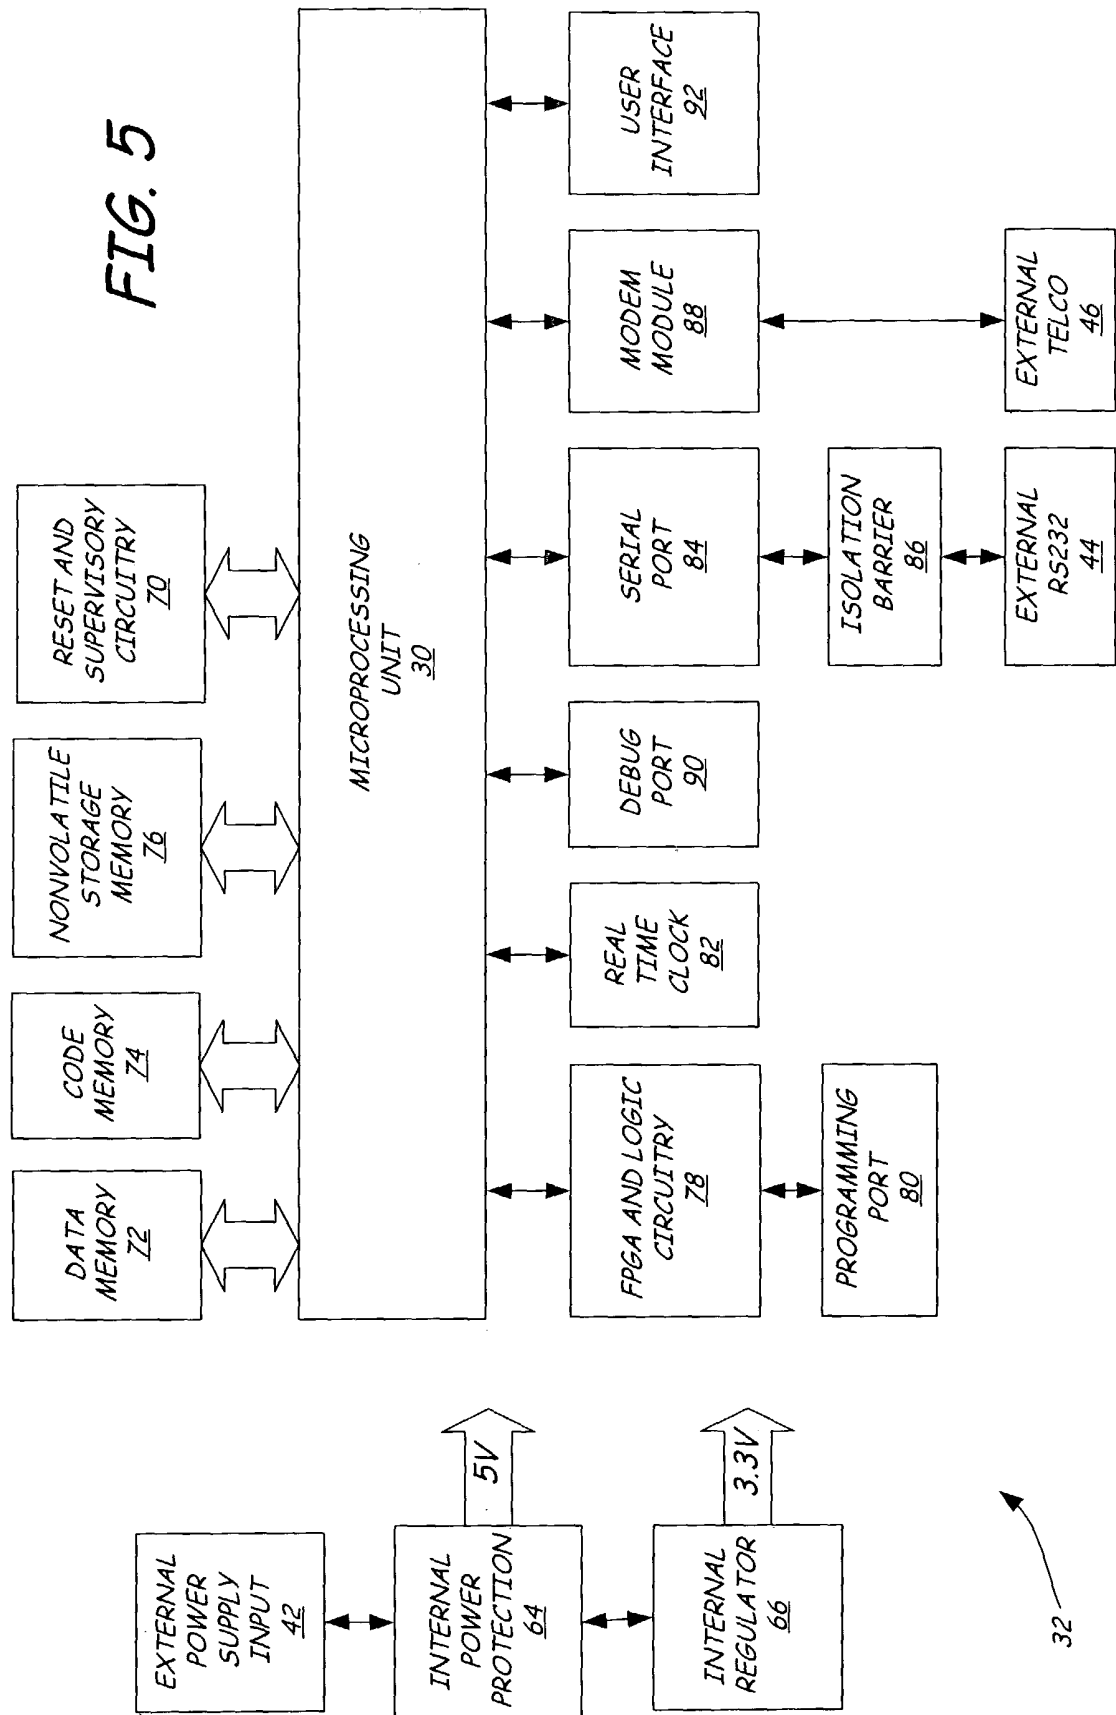 FIG. 5
EXTERNAL
POWER
SUPPLY
INPUT
42
INTERNAL
POWER
PROTECTION
64
5V
INTERNAL
REGULATOR
66
3.3V
32
DATA
MEMORY
72
CODE
MEMORY
74
NONVOLATILE
STORAGE
MEMORY
76
RESET AND
SUPERVISORY
CIRCUITRY
70
MICROPROCESSING
UNIT
30
FPGA AND LOGIC
CIRCUITRY
78
REAL
TIME
CLOCK
82
DEBUG
PORT
90
SERIAL
PORT
84
MODEM
MODULE
88
USER
INTERFACE
92
PROGRAMMING
PORT
80
ISOLATION
BARRIER
86
EXTERNAL
RS232
44
EXTERNAL
TELCO
46